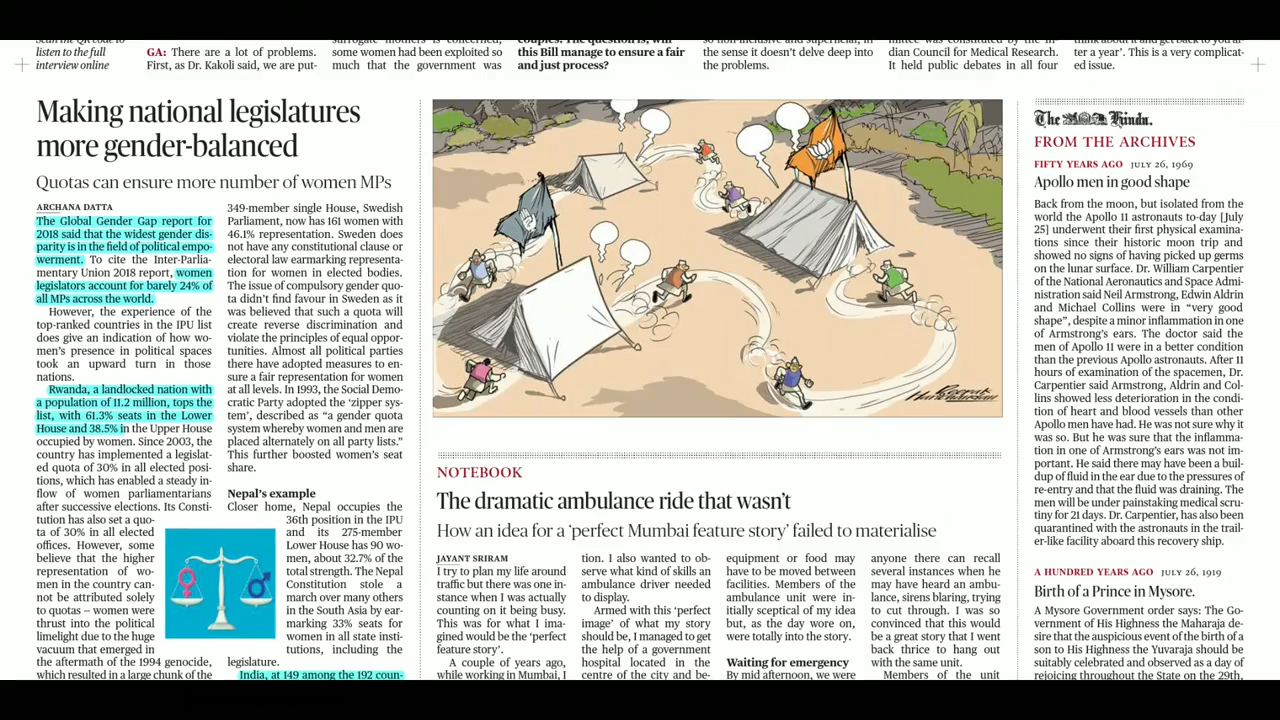 listen to the full
interview online
GA: There are a lot of problems.
First, as Dr. Kakoli said, we are put-
some women had been exploited so
much that the government was
this Bill manage to ensure a fair
and just process?
the sense it doesn't delve deep into
the problems.
dian Council for Medical Research.
It held public debates in all four
ter a year'. This is a very complicat-
ed issue.
Making national legislatures
more gender-balanced
Quotas can ensure more number of women MPs
ARCHANA DATTA
The Global Gender Gap report for
2018 said that the widest gender dis-
parity is in the field of political empo-
werment. To cite the Inter-Parlia-
mentary Union 2018 report, women
legislators account for barely 24% of
all MPs across the world.
However, the experience of the
top-ranked countries in the IPU list
does give an indication of how wo-
men's presence in political spaces
took an upward turn in those
nations.
Rwanda, a landlocked nation with
a population of 11.2 million, tops the
list, with 61.3% seats in the Lower
House and 38.5% in the Upper House
occupied by women. Since 2003, the
country has implemented a legislat-
ed quota of 30% in all elected posi-
tions, which has enabled a steady in-
flow of women parliamentarians
after successive elections. Its Consti-
tution has also set a quo-
ta of 30% in all elected
offices. However, some
believe that the higher
representation of wo-
men in the country can-
not be attributed solely
to quotas – women were
thrust into the political
limelight due to the huge
vacuum that emerged in
the aftermath of the 1994 genocide,
which resulted in a large chunk of the
349-member single House, Swedish
Parliament, now has 161 women with
46.1% representation. Sweden does
not have any constitutional clause or
electoral law earmarking representa-
tion for women in elected bodies.
The issue of compulsory gender quo-
ta didn't find favour in Sweden as it
was believed that such a quota will
create reverse discrimination and
violate the principles of equal oppor-
tunities. Almost all political parties
there have adopted measures to en-
sure a fair representation for women
at all levels. In 1993, the Social Demo-
cratic Party adopted the 'zipper sys-
tem', described as "a gender quota
system whereby women and men are
placed alternately on all party lists."
This further boosted women's seat
share.
Nepal's example
Closer home, Nepal occupies the
36th position in the IPU
and its 275-member
Lower House has 90 wo-
men, about 32.7% of the
total strength. The Nepal
Constitution stole a
march over many others
in the South Asia by ear-
marking 33% seats for
women in all state insti-
tutions, including the
legislature.
India, at 149 among the 192 coun-
NOTEBOOK
The dramatic ambulance ride that wasn't
How an idea for a 'perfect Mumbai feature story' failed to materialise
JAYANT SRIRAM
I try to plan my life around
traffic but there was one in-
stance when I was actually
counting on it being busy.
This was for what I ima-
gined would be the 'perfect
feature story'.
A couple of years ago,
while working in Mumbai, I
tion. I also wanted to ob-
serve what kind of skills an
ambulance driver needed
to display.
Armed with this 'perfect
image' of what my story
should be, I managed to get
the help of a government
hospital located in the
centre of the city and be-
equipment or food may
have to be moved between
facilities. Members of the
ambulance unit were in-
itially sceptical of my idea
but, as the day wore on,
were totally into the story.
Waiting for emergency
By mid afternoon, we were
anyone there can recall
several instances when he
may have heard an ambu-
lance, sirens blaring, trying
to cut through. I was so
convinced that this would
be a great story that I went
back thrice to hang out
with the same unit.
Members of the unit
The Hindu.
FROM THE ARCHIVES
FIFTY YEARS AGO JULY 26, 1969
Apollo men in good shape
Back from the moon, but isolated from the
world the Apollo 11 astronauts to-day [July
25] underwent their first physical examina-
tions since their historic moon trip and
showed no signs of having picked up germs
on the lunar surface. Dr. William Carpentier
of the National Aeronautics and Space Admi-
nistration said Neil Armstrong, Edwin Aldrin
and Michael Collins were in "very good
shape", despite a minor inflammation in one
of Armstrong's ears. The doctor said the
men of Apollo 11 were in a better condition
than the previous Apollo astronauts. After 11
hours of examination of the spacemen, Dr.
Carpentier said Armstrong, Aldrin and Col-
lins showed less deterioration in the condi-
tion of heart and blood vessels than other
Apollo men have had. He was not sure why it
was so. But he was sure that the inflamma-
tion in one of Armstrong's ears was not im-
portant. He said there may have been a buil-
dup of fluid in the ear due to the pressures of
re-entry and that the fluid was draining. The
men will be under painstaking medical scru-
tiny for 21 days. Dr. Carpentier, has also been
quarantined with the astronauts in the trail-
er-like facility aboard this recovery ship.
A HUNDRED YEARS AGO JULY 26, 1919
Birth of a Prince in Mysore.
A Mysore Government order says: The Go-
vernment of His Highness the Maharaja de-
sire that the auspicious event of the birth of a
son to His Highness the Yuvaraja should be
suitably celebrated and observed as a day of
rejoicing throughout the State on the 29th,